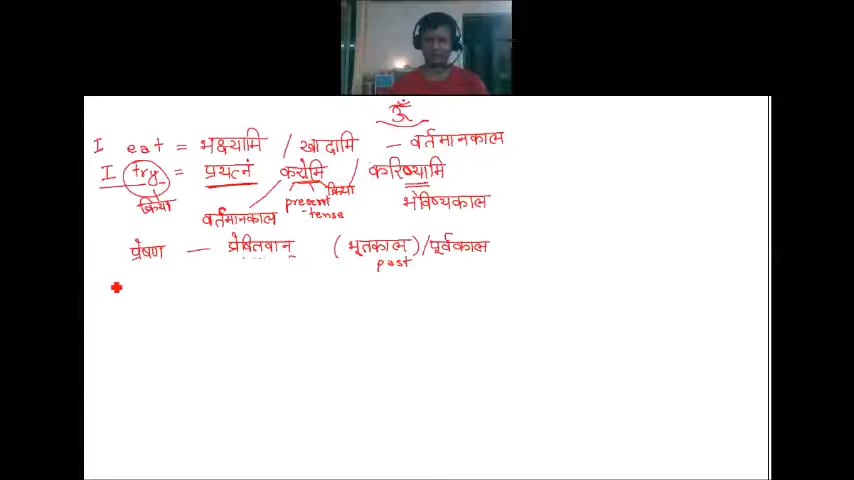 ॐ
I eat = भक्ष्यामि / खादामि - वर्तमानकाल
I try = प्रयत्नं करोमि / करिष्यामि
क्रिया वर्तमानकाल present tense क्रिया भविष्यकाल
प्रेषण - प्रेषितवान् (भूतकाल) / पूर्वकाल
past